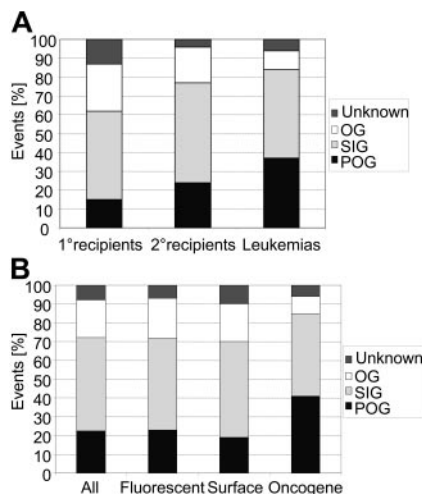 A
Events [%]
100
90
80
70
60
50
40
30
20
10
0
1°recipients 2°recipients Leukemias
Unknown
OG
SIG
POG
B
Events [%]
100
90
80
70
60
50
40
30
20
10
0
All Fluorescent Surface Oncogene
Unknown
OG
SIG
POG